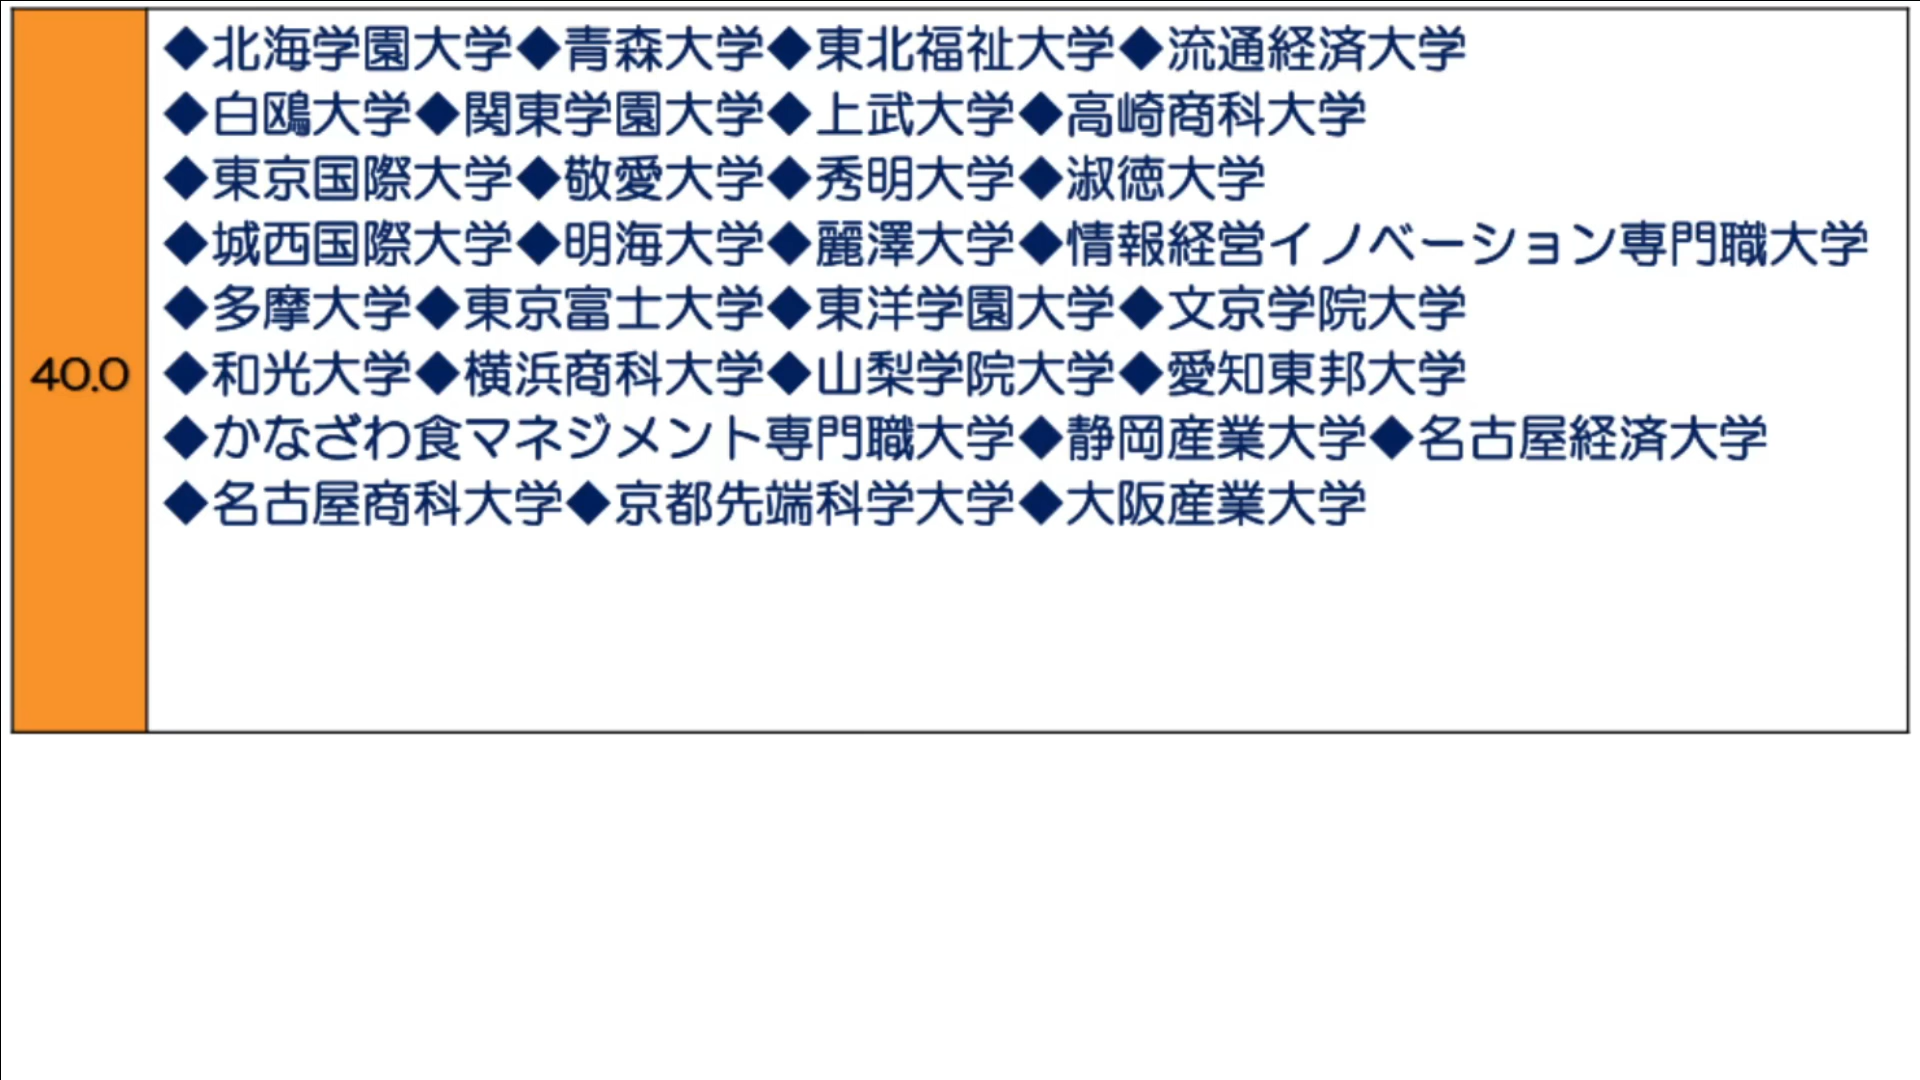 40.0
◆北海学園大学◆青森大学◆東北福祉大学◆流通経済大学
◆白鴎大学◆関東学園大学◆上武大学◆高崎商科大学
◆東京国際大学◆敬愛大学◆秀明大学◆淑徳大学
◆城西国際大学◆明海大学◆麗澤大学◆情報経営イノベーション専門職大学
◆多摩大学◆東京富士大学◆東洋学園大学◆文京学院大学
◆和光大学◆横浜商科大学◆山梨学院大学◆愛知東邦大学
◆かなざわ食マネジメント専門職大学◆静岡産業大学◆名古屋経済大学
◆名古屋商科大学◆京都先端科学大学◆大阪産業大学